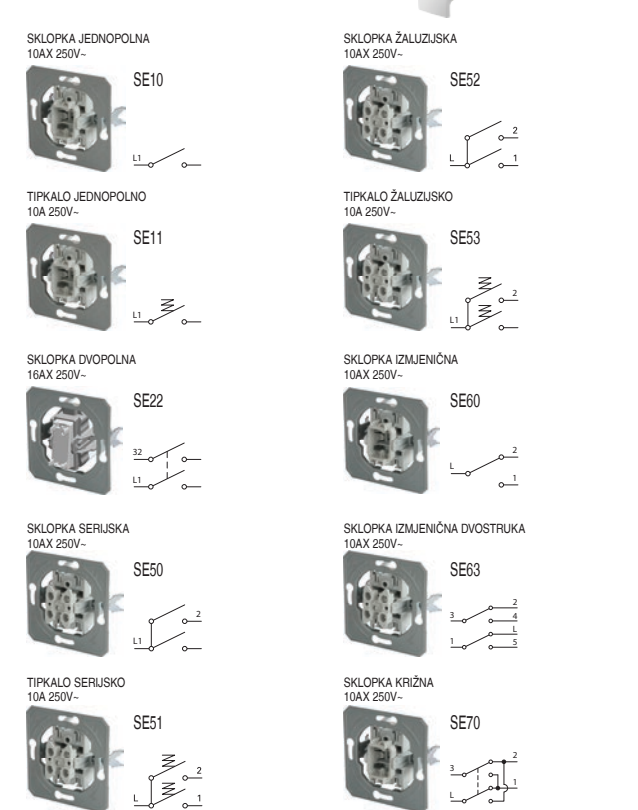 SKLOPKA JEDNOPOLNA
10AX 250V~
SE10
L1
TIPKALO JEDNOPOLNO
10A 250V~
SE11
L1
SKLOPKA DVOPOLNA
16AX 250V~
SE22
32
L1
SKLOPKA SERIJSKA
10AX 250V~
SE50
2
L1
TIPKALO SERIJSKO
10A 250V~
SE51
2
L
1
SKLOPKA ŽALUZIJSKA
10AX 250V~
SE52
2
L
1
TIPKALO ŽALUZIJSKO
10A 250V~
SE53
2
L1
SKLOPKA IZMJENIČNA
10AX 250V~
SE60
2
L
1
SKLOPKA IZMJENIČNA DVOSTRUKA
10AX 250V~
SE63
2
3
4
L
1
5
SKLOPKA KRIŽNA
10AX 250V~
SE70
2
3
1
L